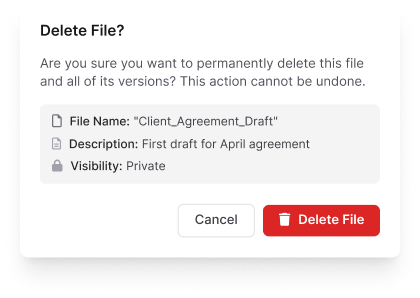 Delete File?
Are you sure you want to permanently delete this file
and all of its versions? This action cannot be undone.
File Name: "Client_Agreement_Draft"
Description: First draft for April agreement
Visibility: Private
Cancel
Delete File